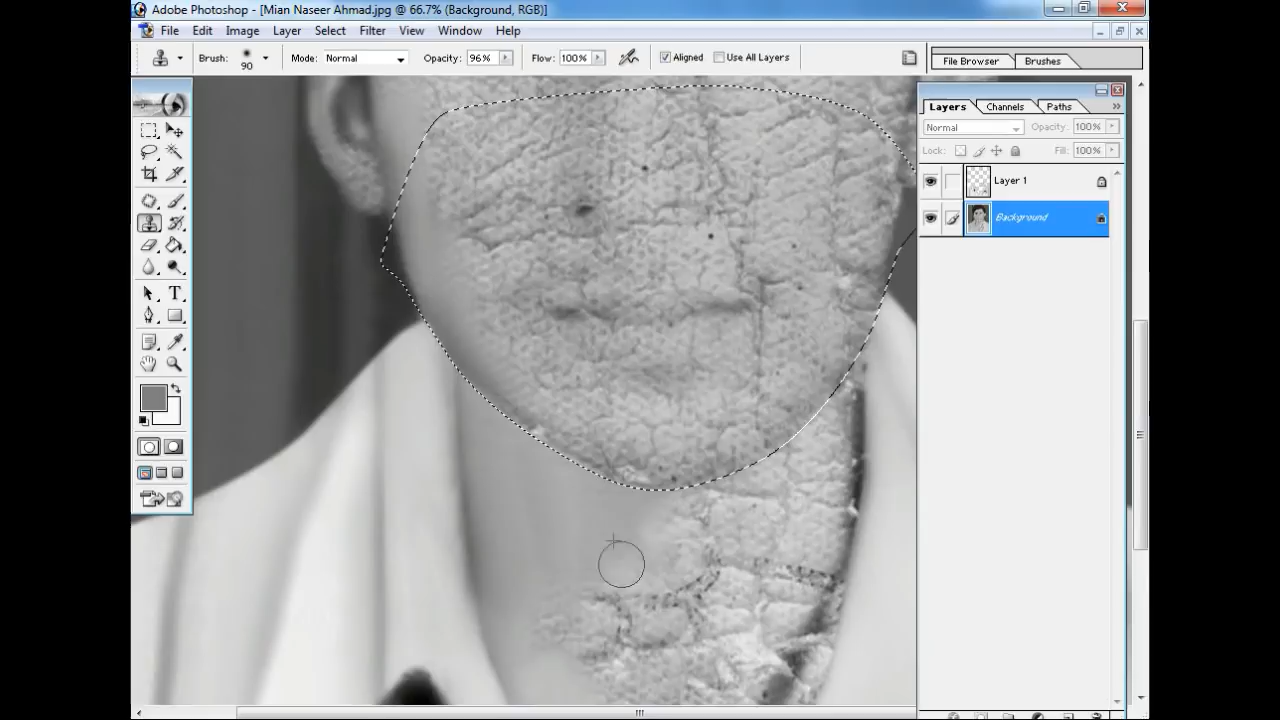 Adobe Photoshop - [Mian Naseer Ahmad.jpg @ 66.7% (Background, RGB)]
File Edit Image Layer Select Filter View Window Help
Brush: 90 Mode: Normal Opacity: 96% Flow: 100% Aligned Use All Layers File Browser Brushes
Layers Channels Paths
Normal Opacity: 100%
Lock: Fill: 100%
Layer 1
Background